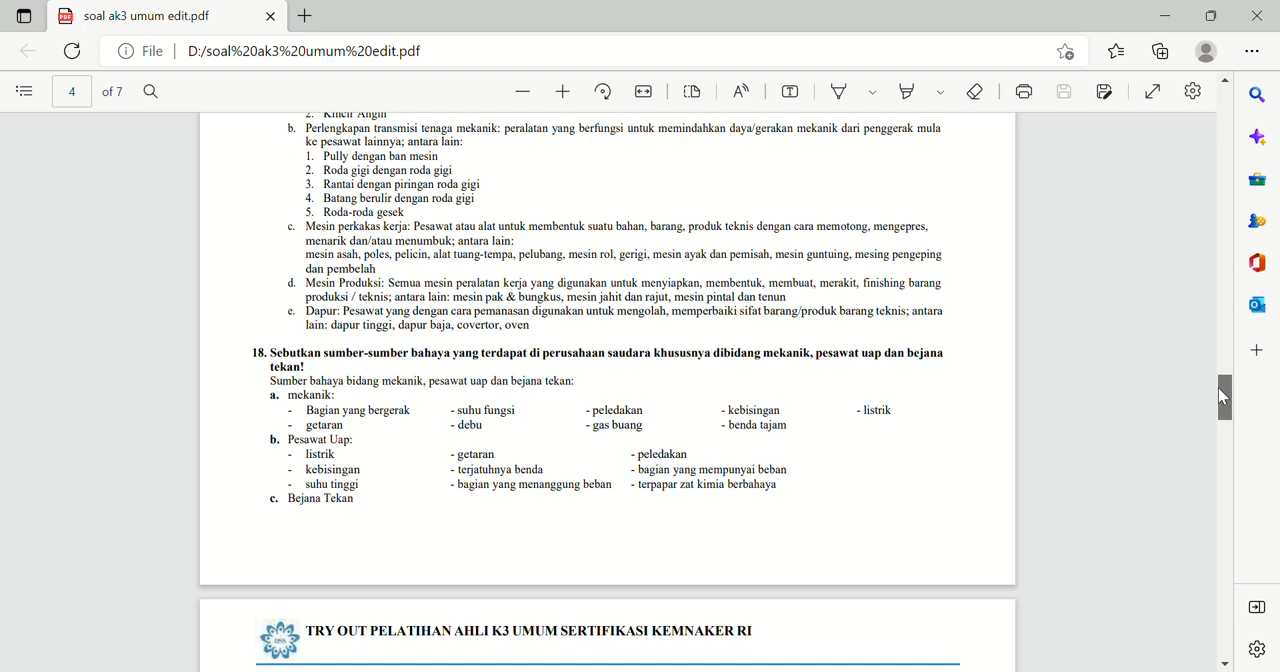 soal ak3 umum edit.pdf
File D:/soal%20ak3%20umum%20edit.pdf
4 of 7
2. Kincir Angin
b. Perlengkapan transmisi tenaga mekanik: peralatan yang berfungsi untuk memindahkan daya/gerakan mekanik dari penggerak mula
ke pesawat lainnya; antara lain:
1. Pully dengan ban mesin
2. Roda gigi dengan roda gigi
3. Rantai dengan piringan roda gigi
4. Batang berulir dengan roda gigi
5. Roda-roda gesek
c. Mesin perkakas kerja: Pesawat atau alat untuk membentuk suatu bahan, barang, produk teknis dengan cara memotong, mengepres,
menarik dan/atau menumbuk; antara lain:
mesin asah, poles, pelicin, alat tuang-tempa, pelubang, mesin rol, gerigi, mesin ayak dan pemisah, mesin guntuing, mesing pengeping
dan pembelah
d. Mesin Produksi: Semua mesin peralatan kerja yang digunakan untuk menyiapkan, membentuk, membuat, merakit, finishing barang
produksi / teknis; antara lain: mesin pak & bungkus, mesin jahit dan rajut, mesin pintal dan tenun
e. Dapur: Pesawat yang dengan cara pemanasan digunakan untuk mengolah, memperbaiki sifat barang/produk barang teknis; antara
lain: dapur tinggi, dapur baja, covertor, oven
18. Sebutkan sumber-sumber bahaya yang terdapat di perusahaan saudara khususnya dibidang mekanik, pesawat uap dan bejana
tekan!
Sumber bahaya bidang mekanik, pesawat uap dan bejana tekan:
a. mekanik:
- Bagian yang bergerak - suhu fungsi - peledakan - kebisingan - listrik
- getaran - debu - gas buang - benda tajam
b. Pesawat Uap:
- listrik - getaran - peledakan
- kebisingan - terjatuhnya benda - bagian yang mempunyai beban
- suhu tinggi - bagian yang menanggung beban - terpapar zat kimia berbahaya
c. Bejana Tekan
TRY OUT PELATIHAN AHLI K3 UMUM SERTIFIKASI KEMNAKER RI